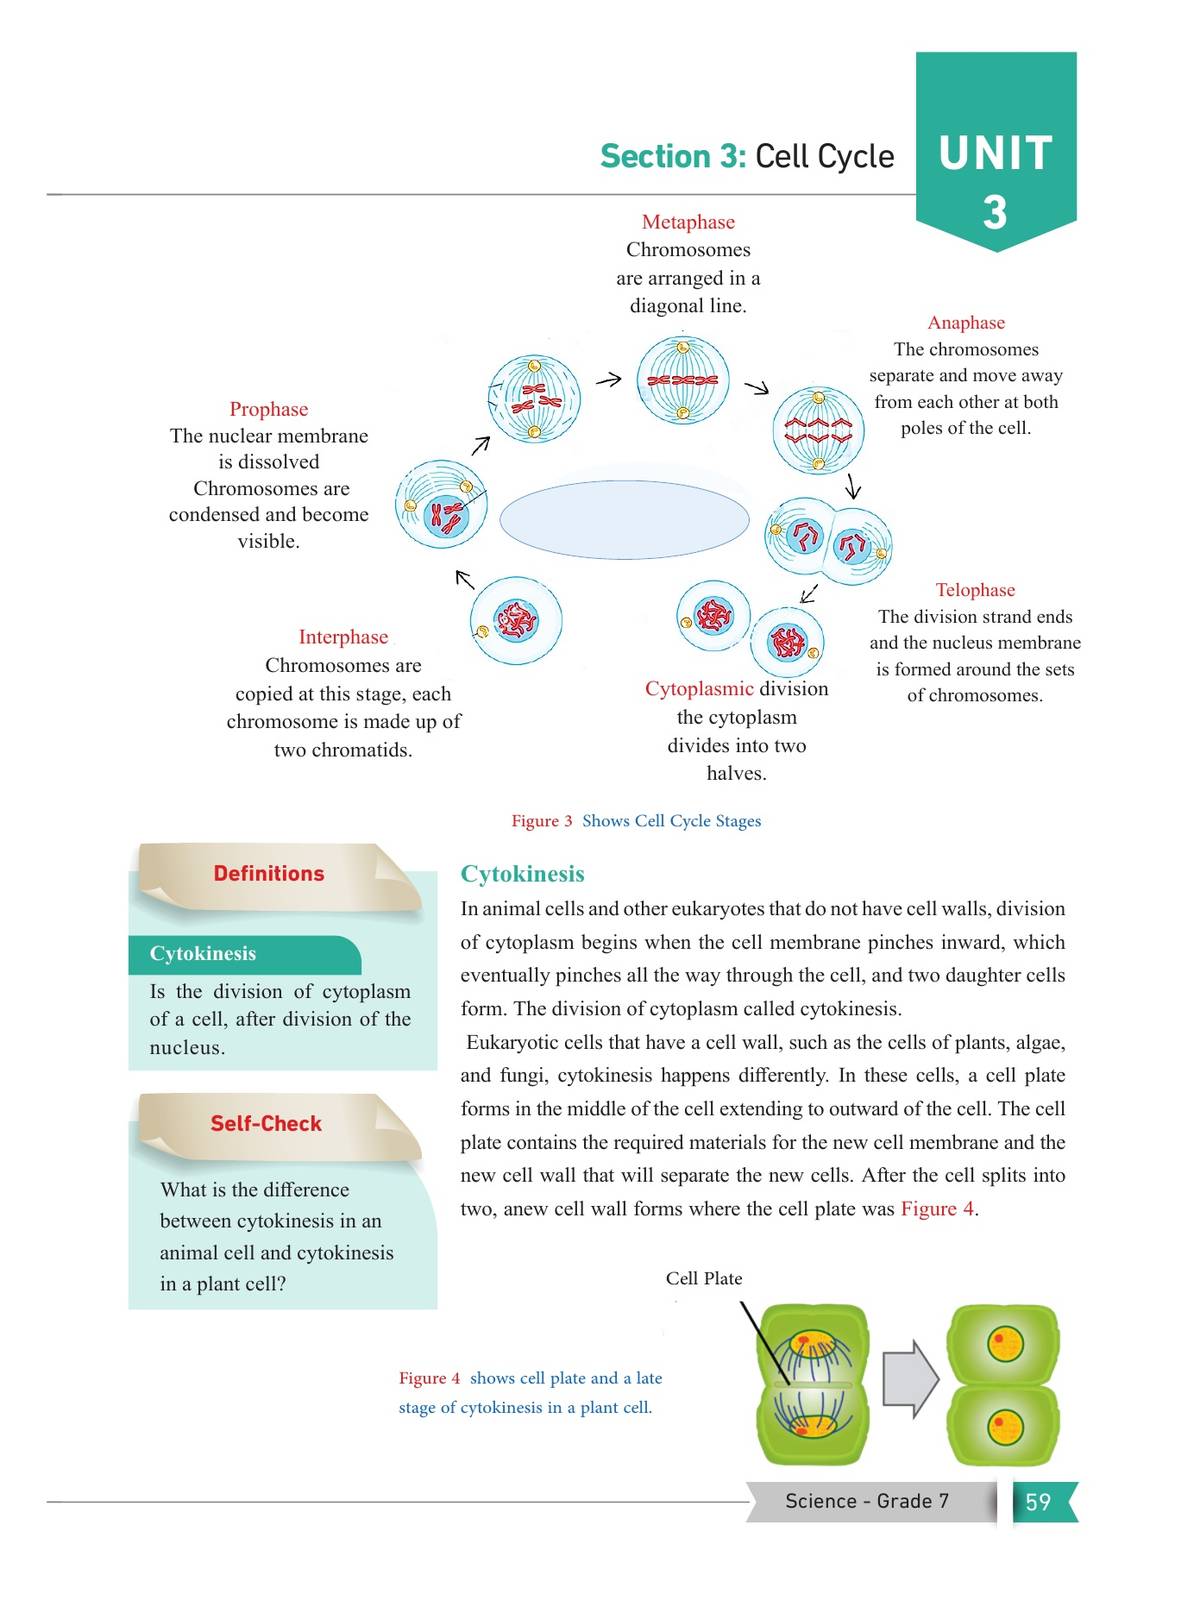 Section 3: Cell Cycle
UNIT
3
Metaphase
Chromosomes
are arranged in a
diagonal line.
Anaphase
The chromosomes
separate and move away
from each other at both
poles of the cell.
Prophase
The nuclear membrane
is dissolved
Chromosomes are
condensed and become
visible.
Telophase
The division strand ends
and the nucleus membrane
is formed around the sets
of chromosomes.
Interphase
Chromosomes are
copied at this stage, each
chromosome is made up of
two chromatids.
Cytoplasmic division
the cytoplasm
divides into two
halves.
Figure 3 Shows Cell Cycle Stages
Definitions
Cytokinesis
Is the division of cytoplasm
of a cell, after division of the
nucleus.
Self-Check
What is the difference
between cytokinesis in an
animal cell and cytokinesis
in a plant cell?
Cytokinesis
In animal cells and other eukaryotes that do not have cell walls, division
of cytoplasm begins when the cell membrane pinches inward, which
eventually pinches all the way through the cell, and two daughter cells
form. The division of cytoplasm called cytokinesis.
Eukaryotic cells that have a cell wall, such as the cells of plants, algae,
and fungi, cytokinesis happens differently. In these cells, a cell plate
forms in the middle of the cell extending to outward of the cell. The cell
plate contains the required materials for the new cell membrane and the
new cell wall that will separate the new cells. After the cell splits into
two, anew cell wall forms where the cell plate was Figure 4.
Cell Plate
Figure 4 shows cell plate and a late
stage of cytokinesis in a plant cell.
Science - Grade 7
59